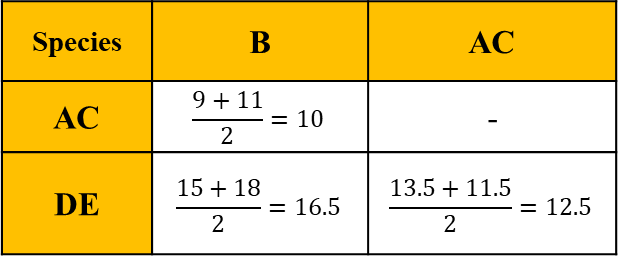 Species B AC
AC (9 + 11)/2 = 10 -
DE (15 + 18)/2 = 16.5 (13.5 + 11.5)/2 = 12.5